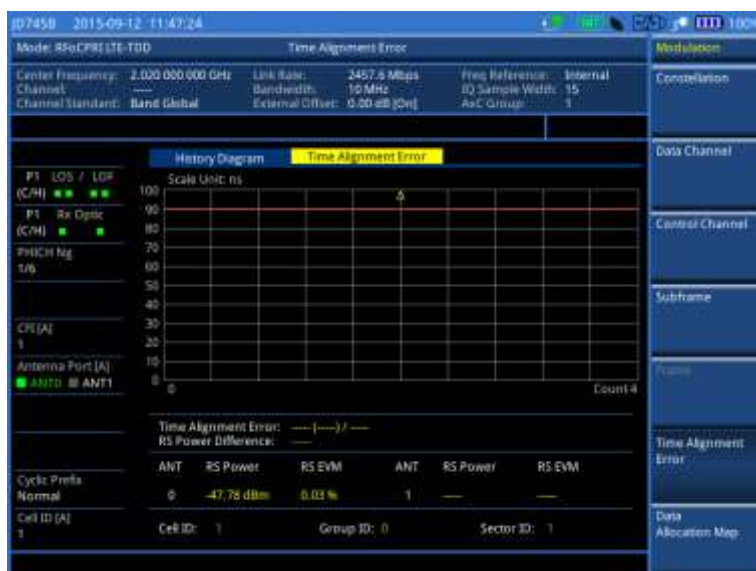 JD745B 2015-09-12 11:47:24
100%
Mode: RFoCPRI LTE-TDD Time Alignment Error
Center Frequency: 2.020 000 000 GHz Link Rate: 2457.6 Mbps Freq Reference: Internal
Channel: ---- Bandwidth: 10 MHz IQ Sample Width: 15
Channel Standard: Band Global External Offset: 0.00 dB [On] AxC Group: 1
History Diagram Time Alignment Error
Scale Unit: ns
P1 LOS / LOF
(C/H)
P1 Rx Optic
(C/H)
PHICH Ng
1/6
CFI[A]
1
Antenna Port [A]
ANT0 ANT1
Cyclic Prefix
Normal
Cell ID [A]
1
100
90
80
70
60
50
40
30
20
10
0
0 Count 4
Time Alignment Error: ---- (----) / ----
RS Power Difference: ----
ANT RS Power RS EVM ANT RS Power RS EVM
0 -47.78 dBm 0.03 % 1 ---- ----
Cell ID: 1 Group ID: 0 Sector ID: 1
Modulation
Constellation
Data Channel
Control Channel
Subframe
Frame
Time Alignment
Error
Data
Allocation Map